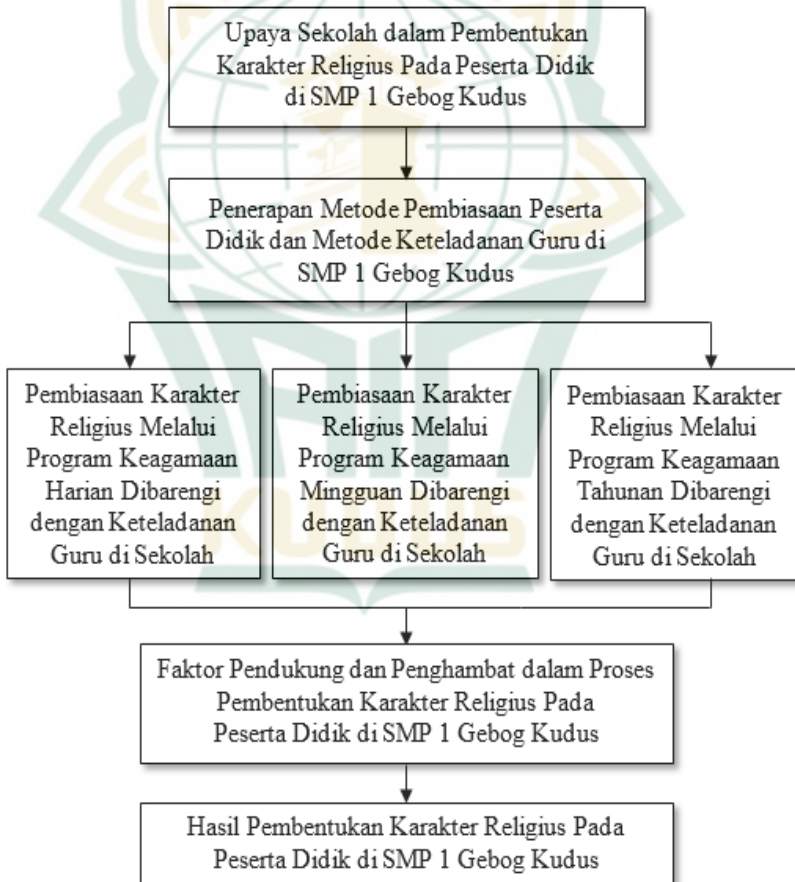 Upaya Sekolah dalam Pembentukan
Karakter Religius Pada Peserta Didik
di SMP 1 Gebog Kudus
Penerapan Metode Pembiasaan Peserta
Didik dan Metode Keteladanan Guru di
SMP 1 Gebog Kudus
Pembiasaan Karakter
Religius Melalui
Program Keagamaan
Harian Dibarengi
dengan Keteladanan
Guru di Sekolah
Pembiasaan Karakter
Religius Melalui
Program Keagamaan
Mingguan Dibarengi
dengan Keteladanan
Guru di Sekolah
Pembiasaan Karakter
Religius Melalui
Program Keagamaan
Tahunan Dibarengi
dengan Keteladanan
Guru di Sekolah
IAIN
KUDUS
Faktor Pendukung dan Penghambat dalam Proses
Pembentukan Karakter Religius Pada
Peserta Didik di SMP 1 Gebog Kudus
Hasil Pembentukan Karakter Religius Pada
Peserta Didik di SMP 1 Gebog Kudus